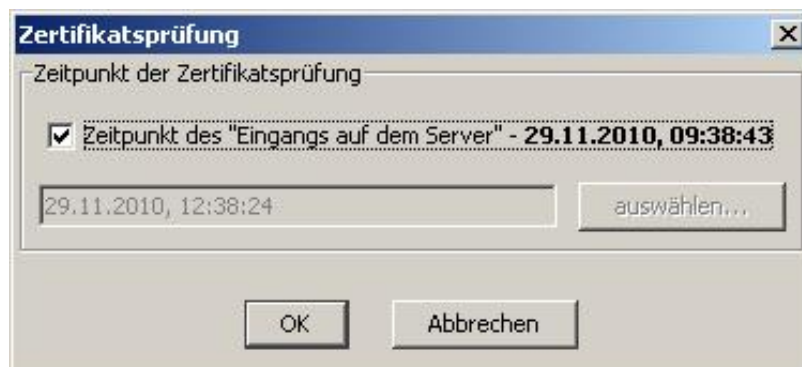 Zertifikatsprüfung
Zeitpunkt der Zertifikatsprüfung
Zeitpunkt des "Eingangs auf dem Server" - 29.11.2010, 09:38:43
29.11.2010, 12:38:24
auswählen...
OK
Abbrechen